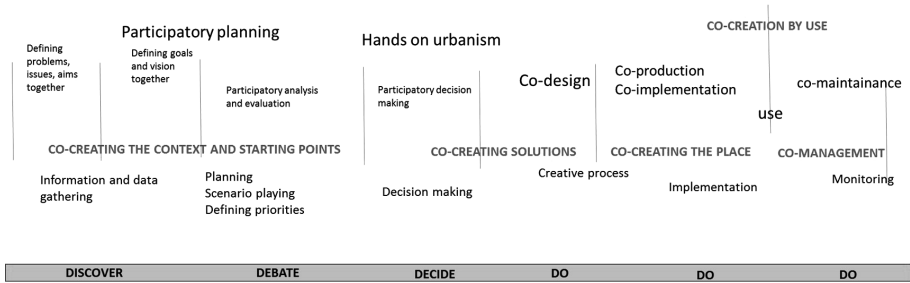 CO-CREATION BY USE
Participatory planning
Hands on urbanism
Defining
problems,
issues, aims
together
Defining goals
and vision
together
Participatory analysis
and evaluation
Participatory decision
making
Co-design
Co-production
Co-implementation
use
co-maintainance
CO-CREATING THE CONTEXT AND STARTING POINTS
CO-CREATING SOLUTIONS
CO-CREATING THE PLACE
CO-MANAGEMENT
Information and data
gathering
Planning
Scenario playing
Defining priorities
Decision making
Creative process
Implementation
Monitoring
DISCOVER
DEBATE
DECIDE
DO
DO
DO